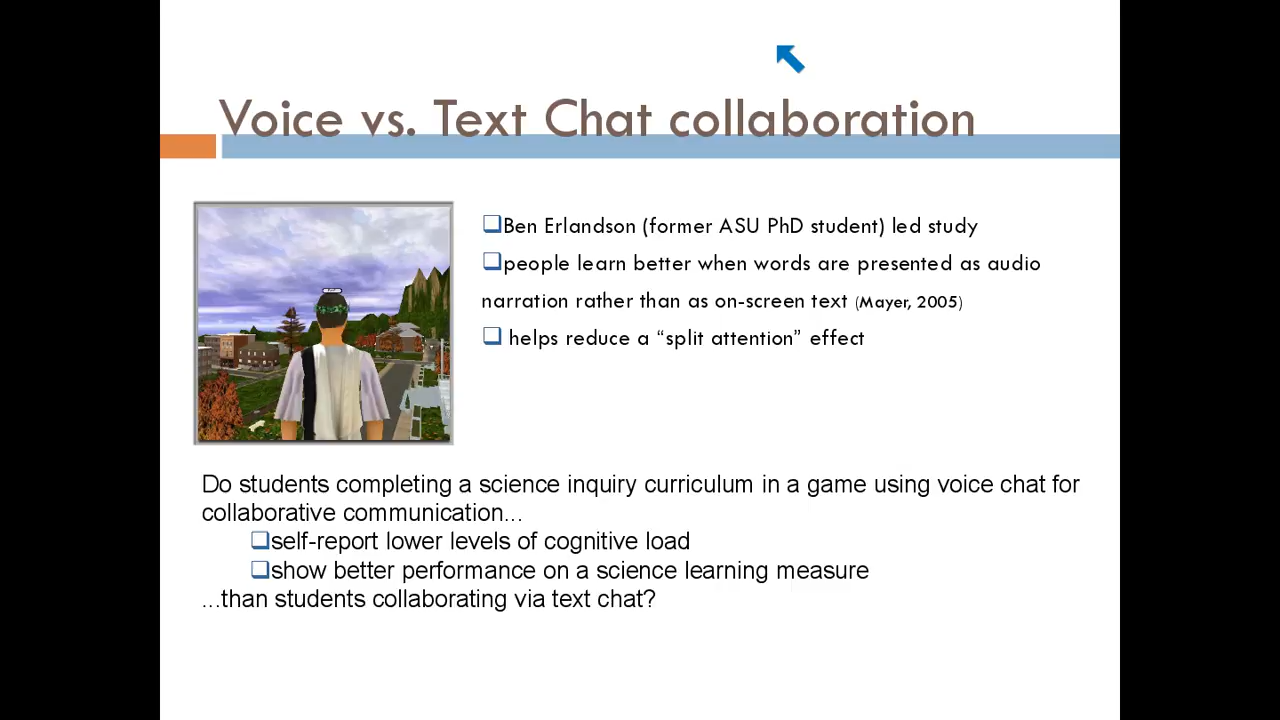 Voice vs. Text Chat collaboration
❑Ben Erlandson (former ASU PhD student) led study
❑people learn better when words are presented as audio
narration rather than as on-screen text (Mayer, 2005)
❑ helps reduce a “split attention” effect
Do students completing a science inquiry curriculum in a game using voice chat for
collaborative communication...
❑self-report lower levels of cognitive load
❑show better performance on a science learning measure
...than students collaborating via text chat?